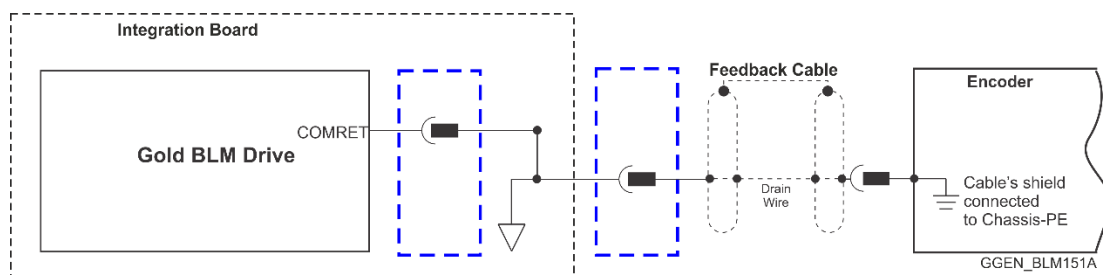 Integration Board
Gold BLM Drive
COMRET
Feedback Cable
Drain
Wire
Encoder
Cable's shield
connected
to Chassis-PE
GGEN_BLM151A